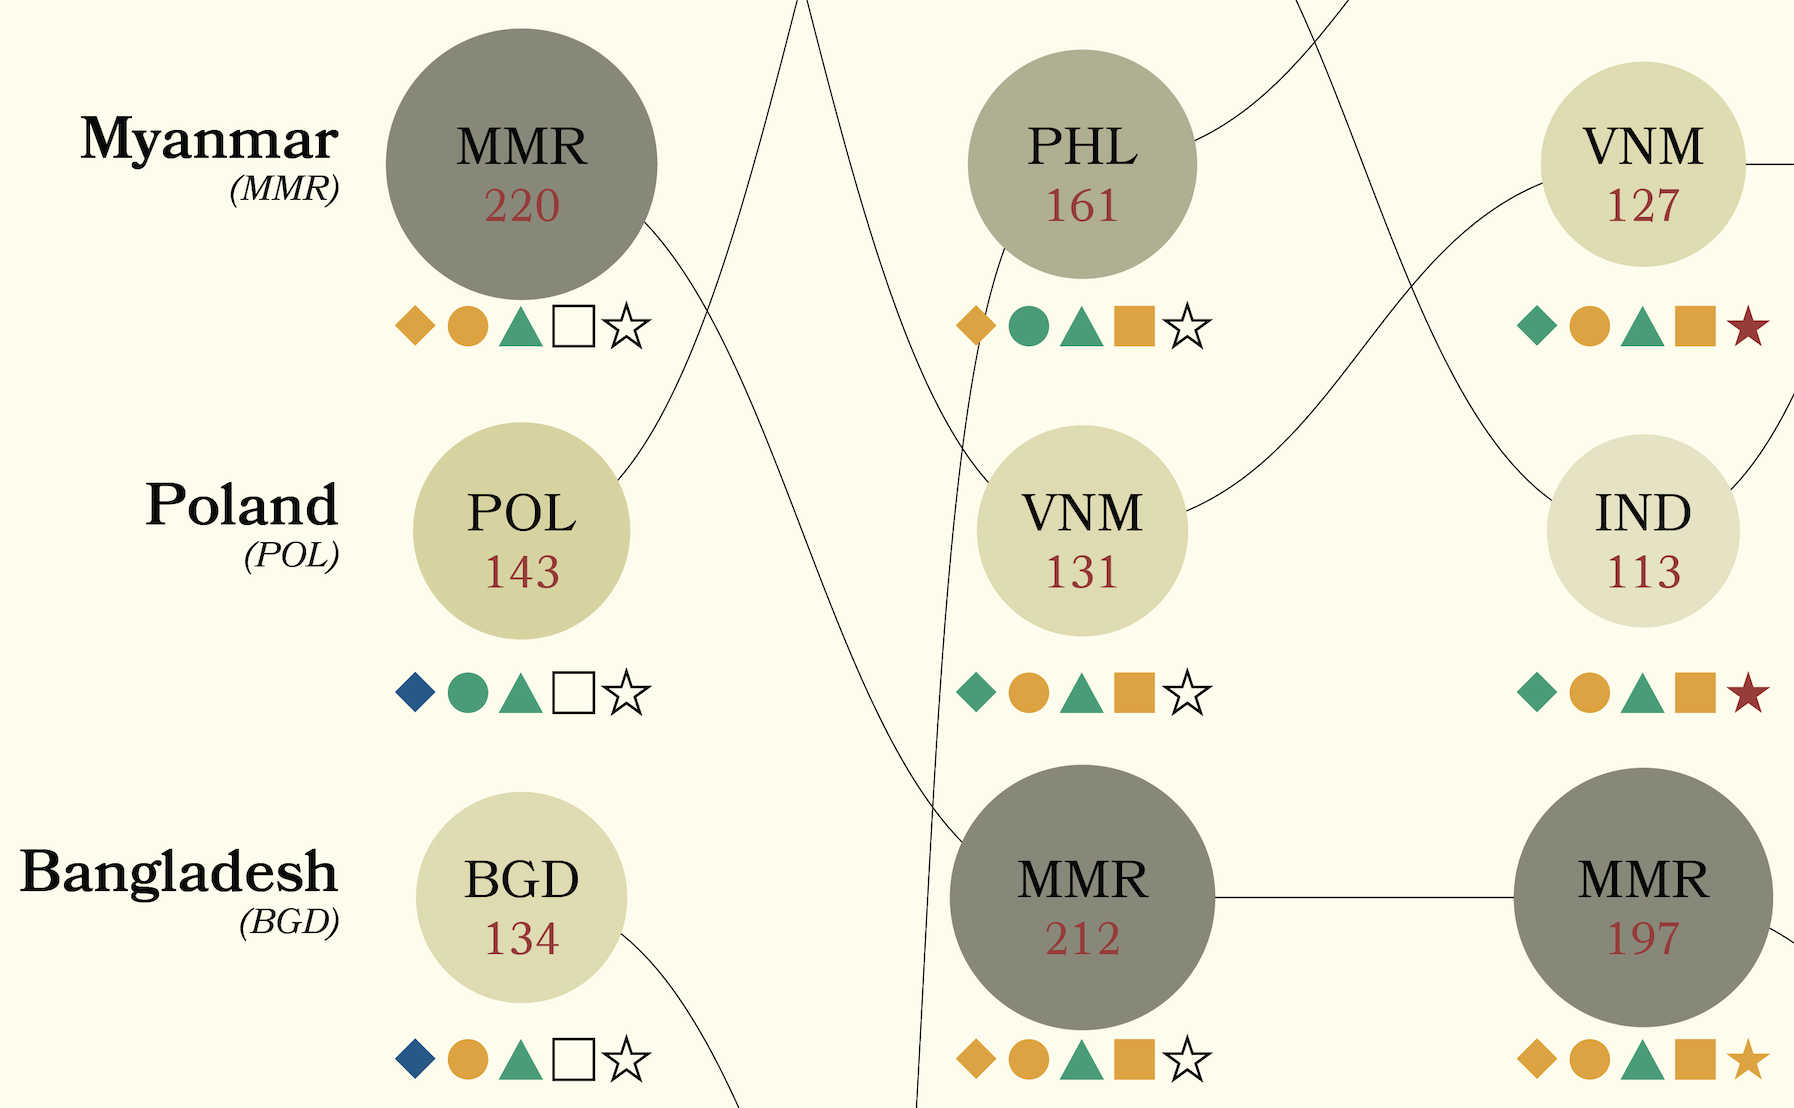 Myanmar
(MMR)
MMR
220
PHL
161
VNM
127
Poland
(POL)
POL
143
VNM
131
IND
113
Bangladesh
(BGD)
BGD
134
MMR
212
MMR
197